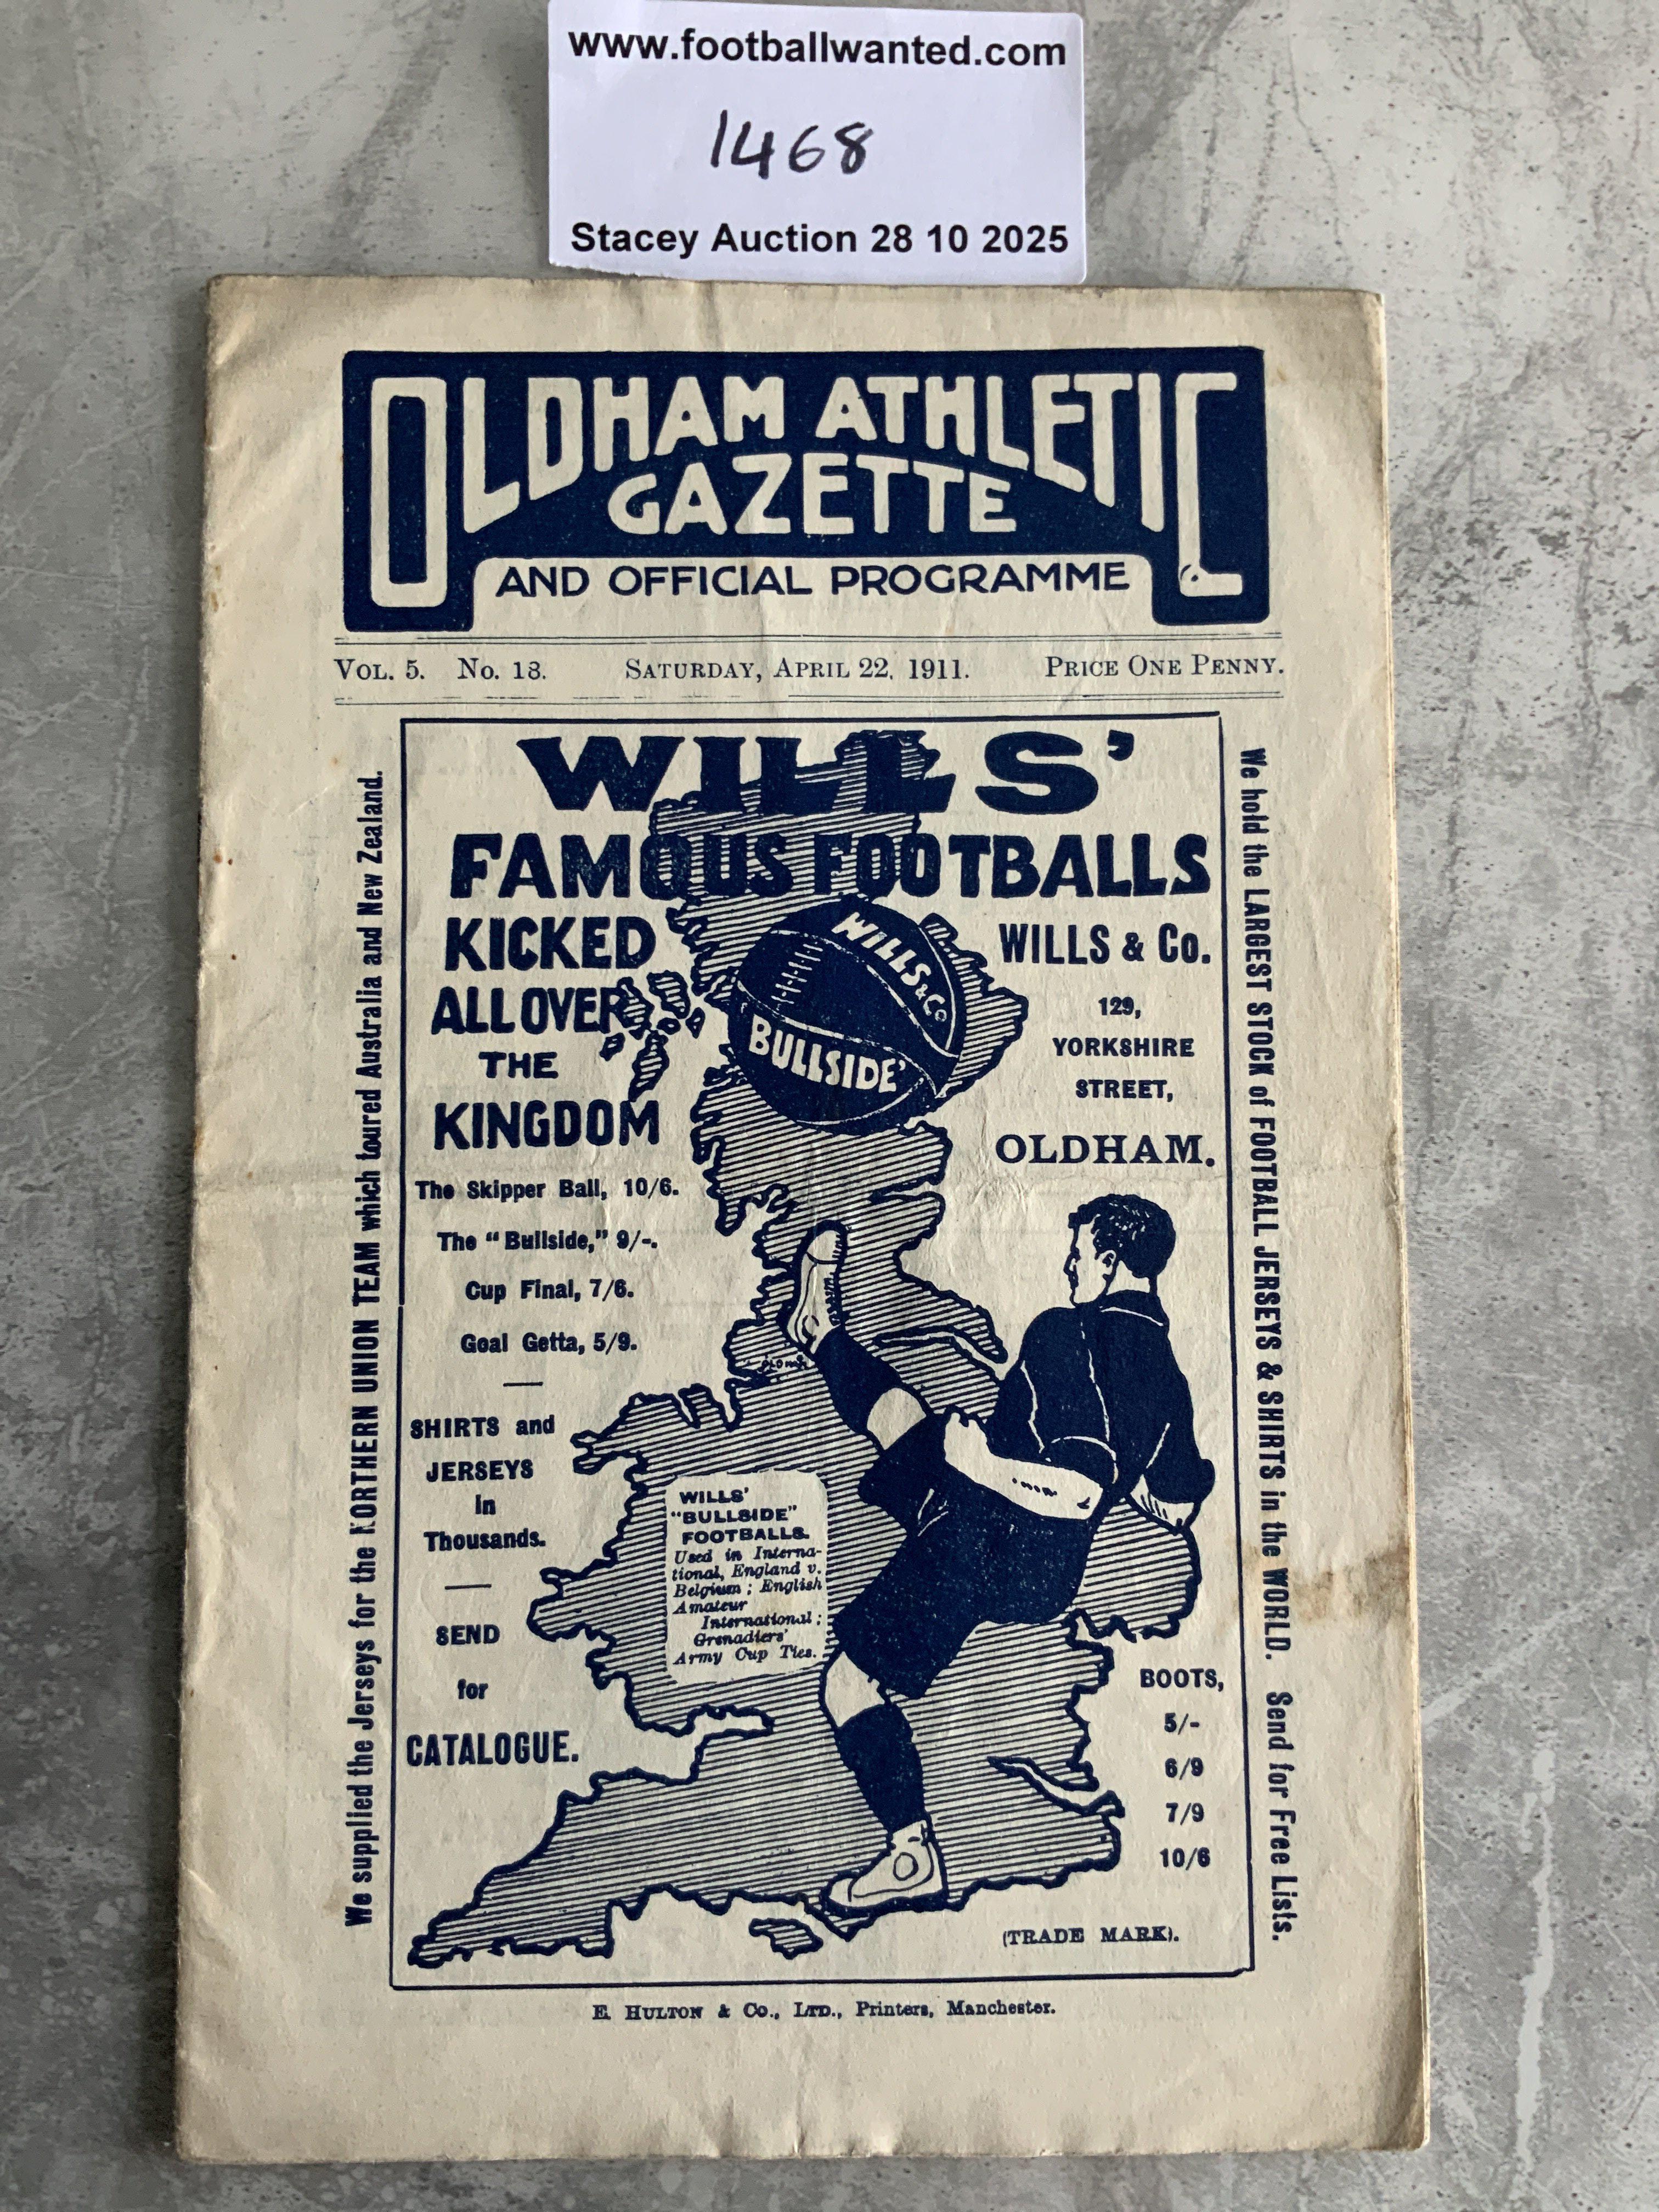 www.footballwanted.com
1468
Stacey Auction 28 10 2025
OLDHAM ATHLETIC
GAZETTE
AND OFFICIAL PROGRAMME
VOL. 5. No. 18. SATURDAY, APRIL 22, 1911. PRICE ONE PENNY.
We supplied the Jerseys for the NORTHERN UNION TEAM which toured Australia and New Zealand.
WILLS'
FAMOUS FOOTBALLS
KICKED
ALL OVER
THE
KINGDOM
WILLS & Co
BULLSIDE'
WILLS & Co.
129,
YORKSHIRE
STREET,
OLDHAM.
The Skipper Ball, 10/6.
The "Bullside," 9/-.
Cup Final, 7/6.
Goal Getta, 5/9.
OLDHAM
SHIRTS and
JERSEYS
in
Thousands.
SEND
for
CATALOGUE.
WILLS'
"BULLSIDE"
FOOTBALLS.
Used in Interna-
tional, England v.
Belgium; English
Amateur
International;
Grenadiers'
Army Cup Ties.
BOOTS,
5/-
6/9
7/9
10/6
(TRADE MARK).
We hold the LARGEST STOCK of FOOTBALL JERSEYS & SHIRTS in the WORLD. Send for Free Lists.
E. HULTON & Co., LTD., Printers, Manchester.